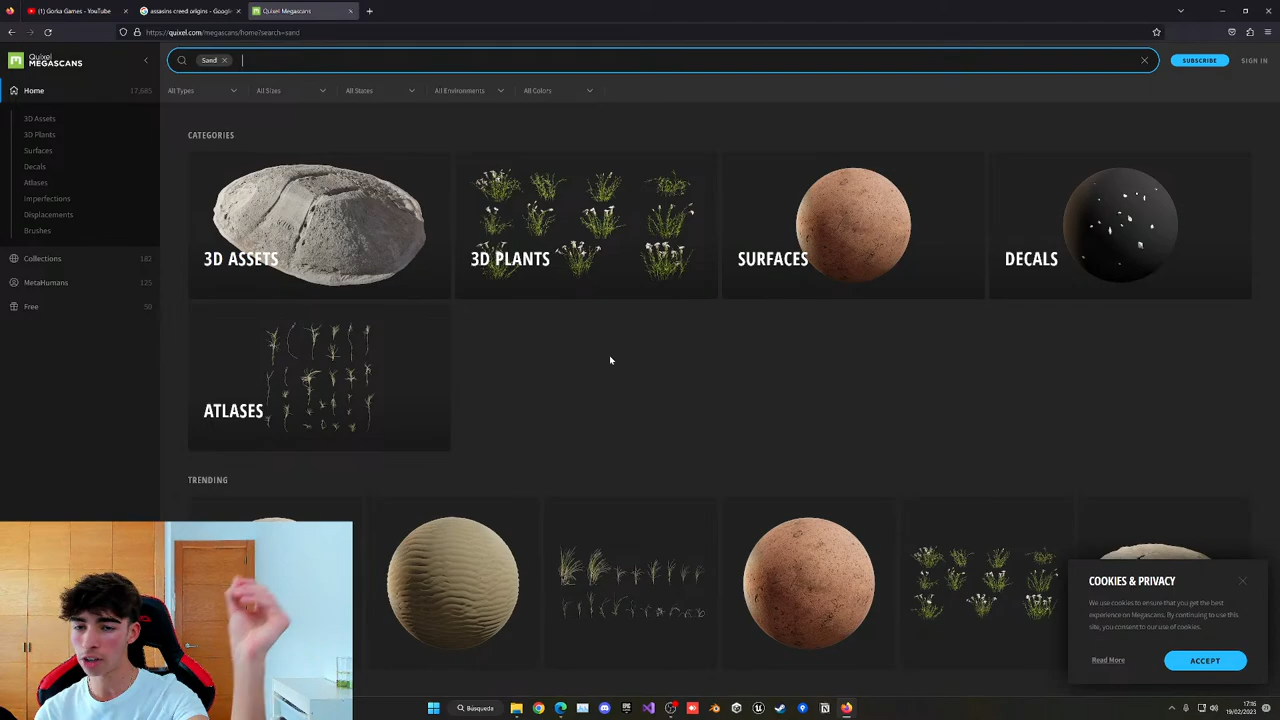 (1) Gorka Games - YouTube
assasins creed origins - Google
Quixel Megascans
https://quixel.com/megascans/home?search=sand
Quixel
MEGASCANS
Sand
SUBSCRIBE
SIGN IN
Home 17,685
All Types
All Sizes
All States
All Environments
All Colors
3D Assets
3D Plants
Surfaces
Decals
Atlases
Imperfections
Displacements
Brushes
Collections 182
MetaHumans 125
Free 50
CATEGORIES
3D ASSETS
3D PLANTS
SURFACES
DECALS
ATLASES
TRENDING
COOKIES & PRIVACY
We use cookies to ensure that you get the best
experience on Megascans. By continuing to use this
site, you consent to our use of cookies.
Read More
ACCEPT
Búsqueda
17:16
19/02/2023